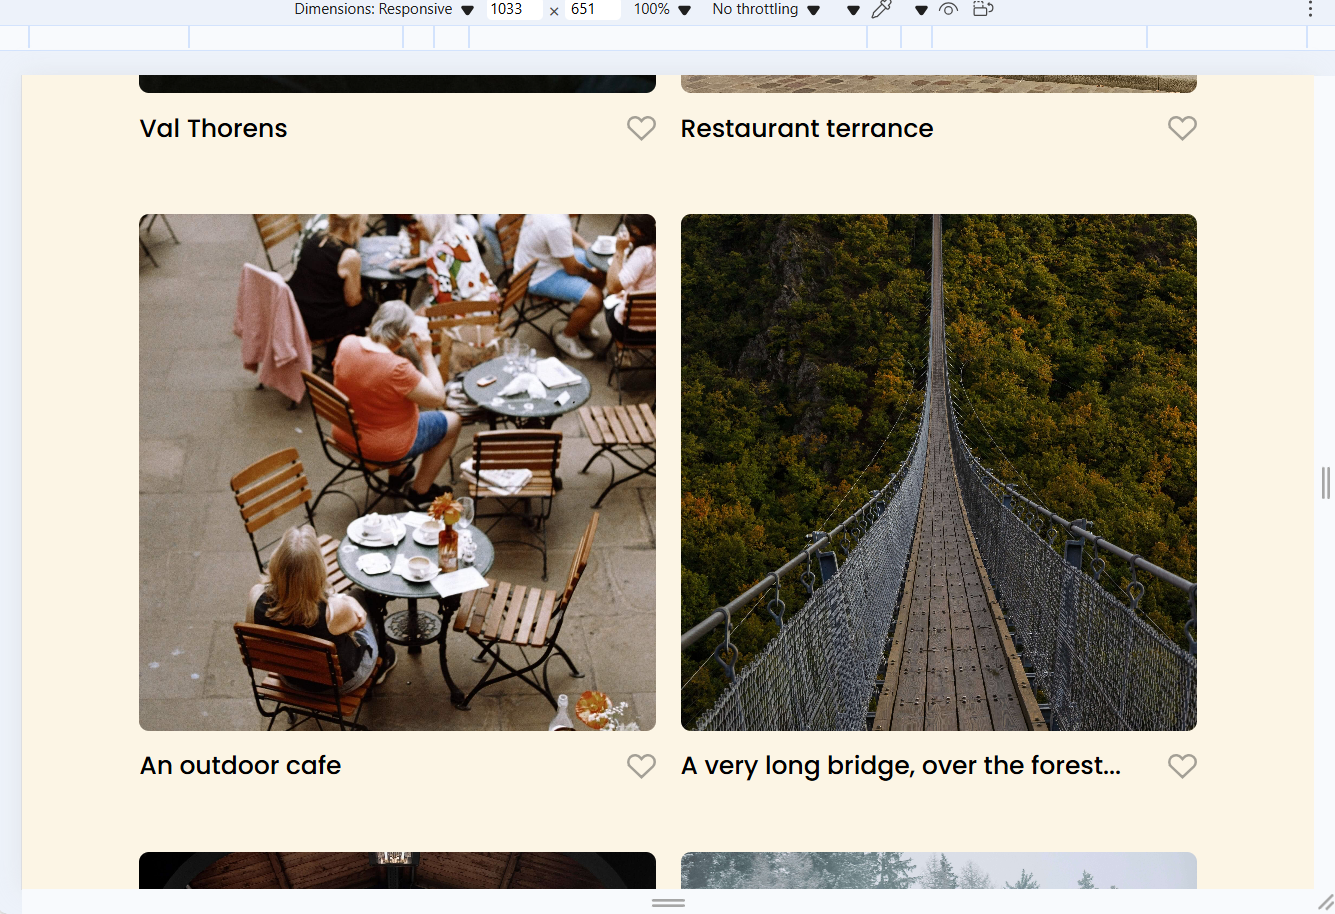 Dimensions: Responsive 1033 × 651 100% No throttling
Val Thorens
Restaurant terrance
An outdoor cafe
A very long bridge, over the forest...